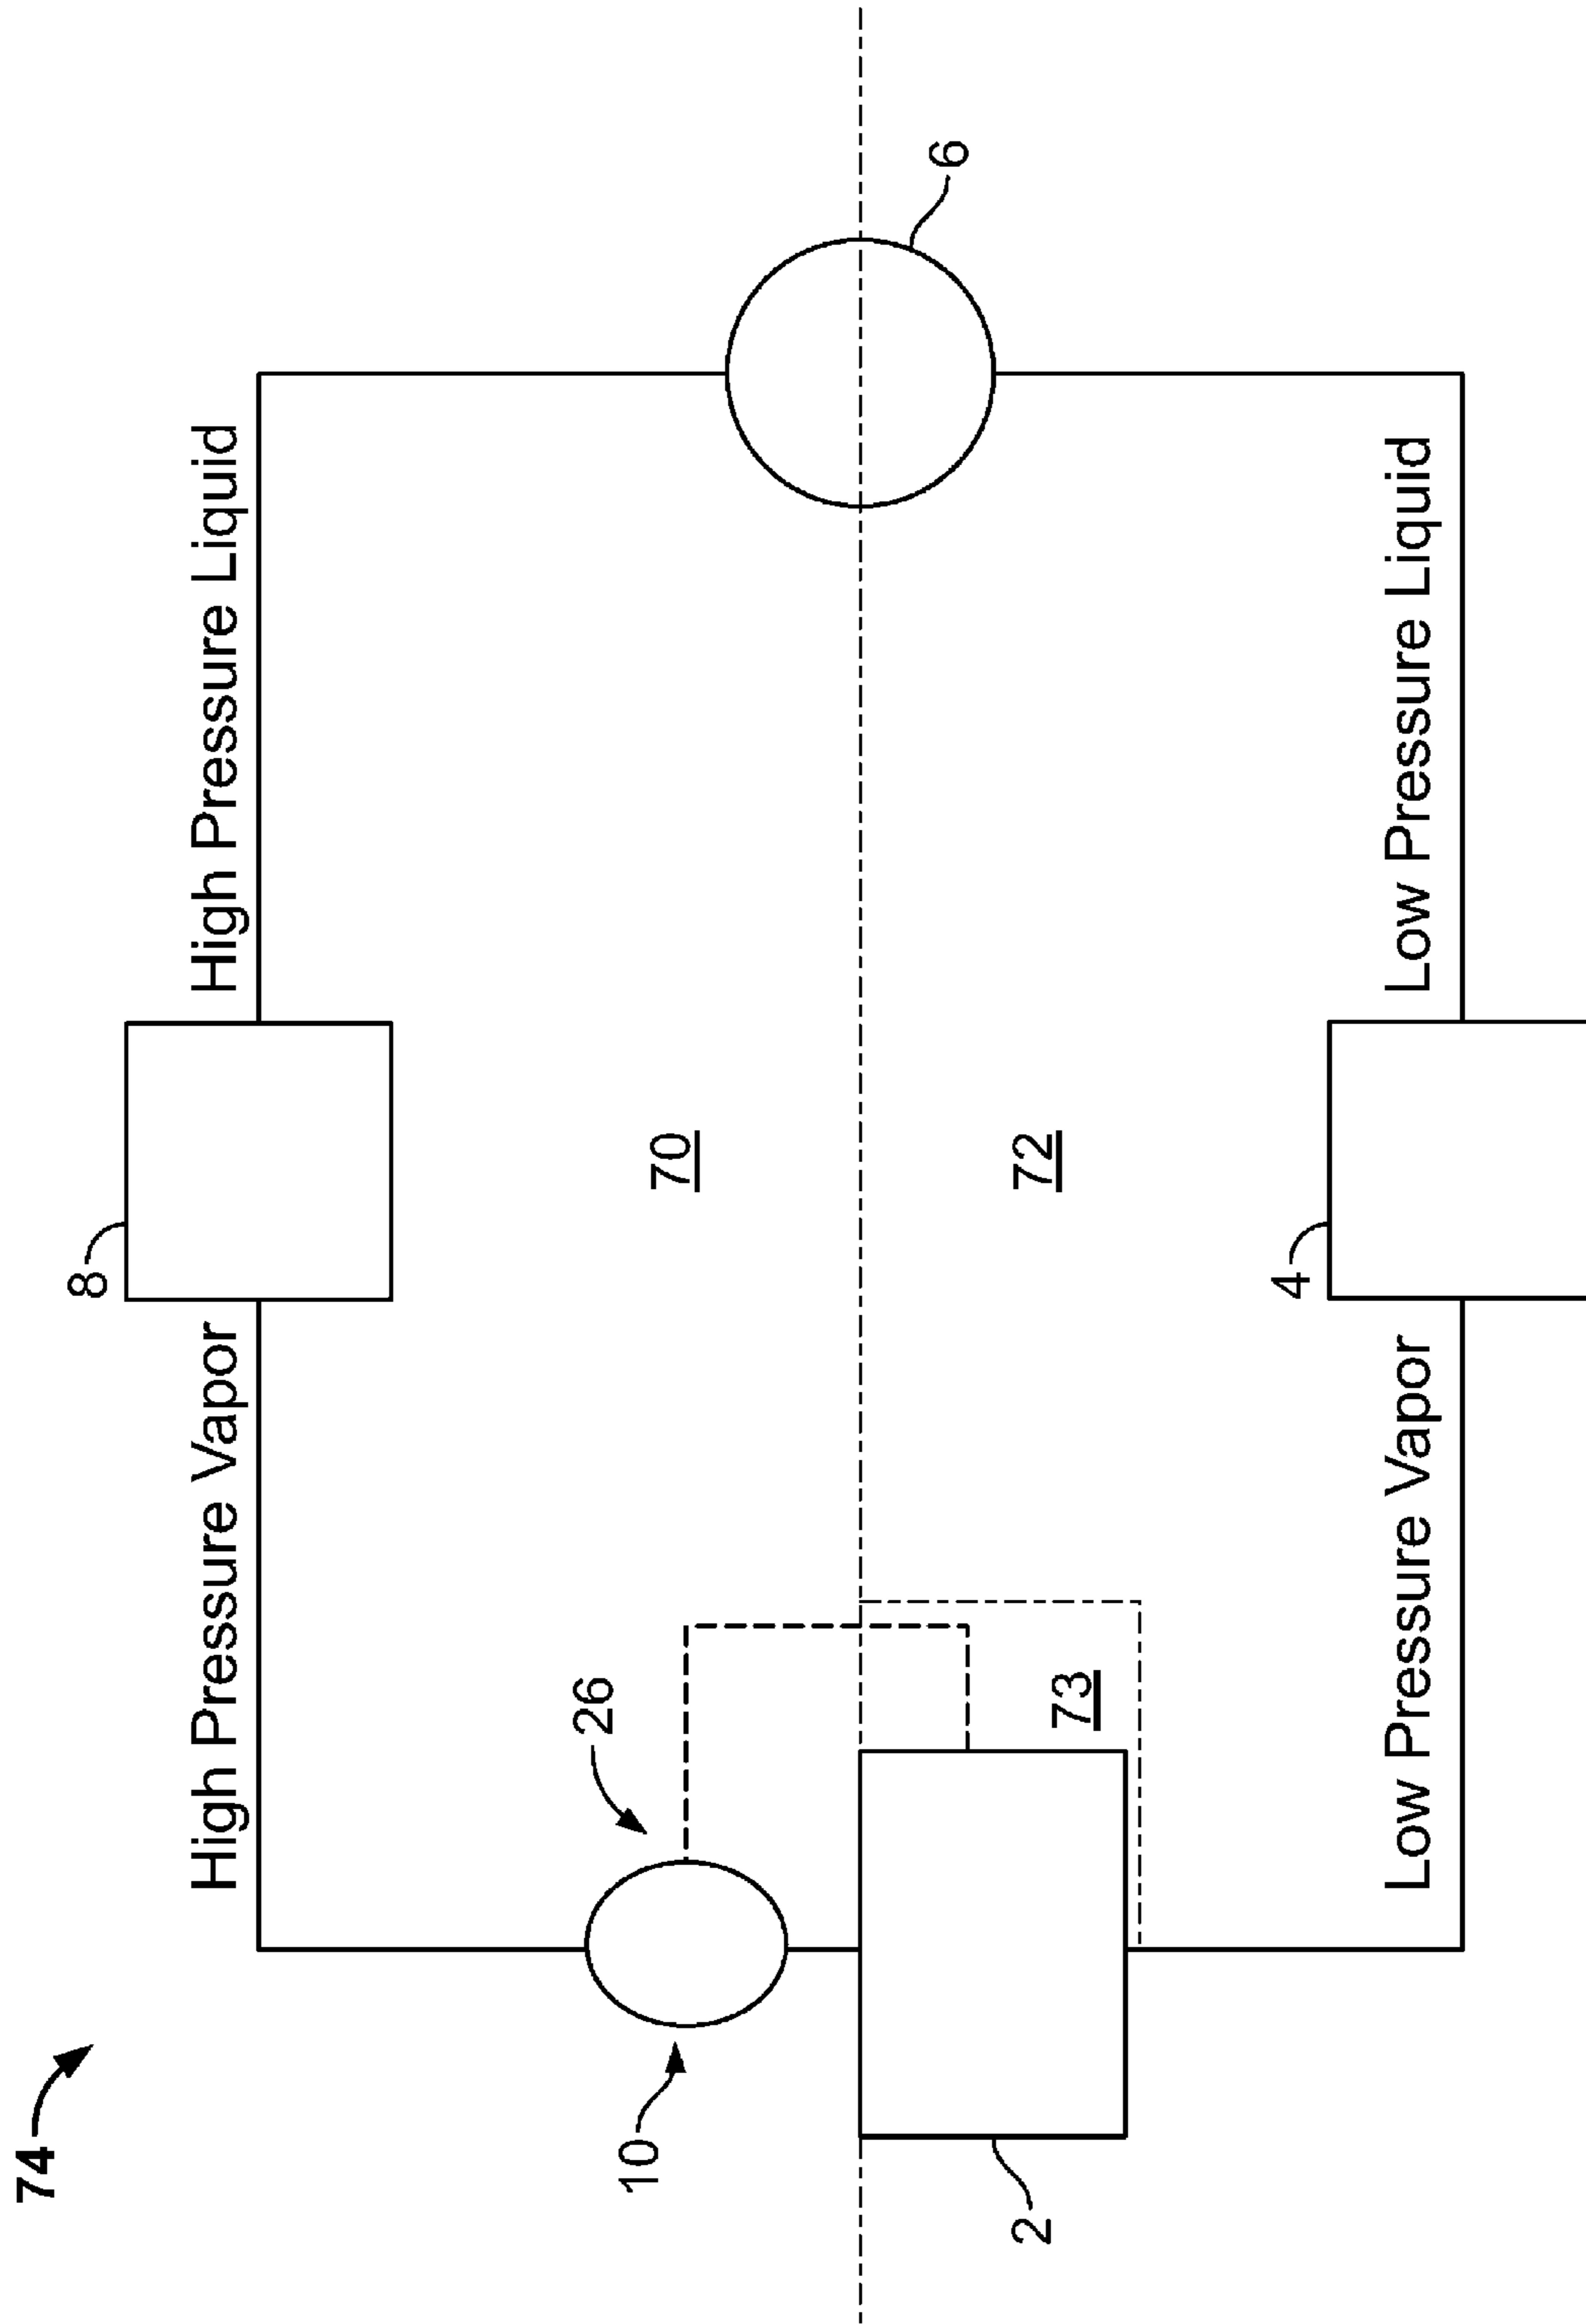 74
8
High Pressure Vapor
High Pressure Liquid
10
26
70
6
2
73
72
4
Low Pressure Vapor
Low Pressure Liquid